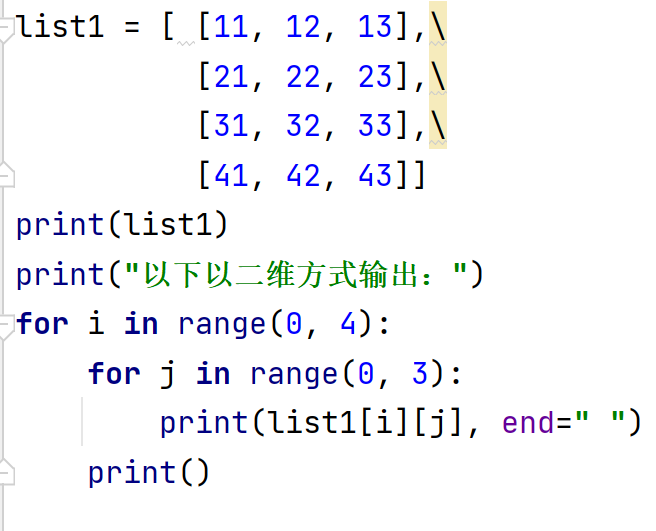 list1 = [ [11, 12, 13],\
          [21, 22, 23],\
          [31, 32, 33],\
          [41, 42, 43]]
print(list1)
print("以下以二维方式输出：")
for i in range(0, 4):
    for j in range(0, 3):
        print(list1[i][j], end=" ")
    print()